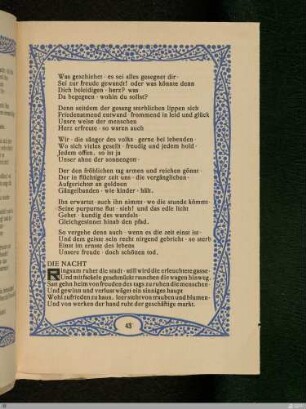 Was geschiehet · es sei alles gesegnet dir ·
Sei zur freude gewandt! oder was könnte denn
Dich beleidigen · herz! was
Da begegnen · wohin du sollst?
Denn seitdem der gesang sterblichen lippen sich
Friedenatmend entwand · frommend in leid und glück
Unsre weise der menschen
Herz erfreute · so waren auch
Wir · die sänger des volks · gerne bei lebenden
Wo sich vieles gesellt · freudig und jedem hold ·
Jedem offen · so ist ja
Unser ahne der sonnengott ·
Der den fröhlichen tag armen und reichen gönnt ·
Der in flüchtiger zeit uns · die vergänglichen ·
Aufgerichtet an goldnen
Gängelbanden · wie kinder · hält.
Ihn erwartet · auch ihn nimmt · wo die stunde kömmt ·
Seine purpurne flut · sieh! und das edle licht
Gehet · kundig des wandels ·
Gleichgesinnet hinab den pfad.
So vergehe denn auch · wenn es die zeit einst ist
Und dem geiste sein recht nirgend gebricht · so sterb
Einst im ernste des lebens
Unsre freude · doch schönen tod.
DIE NACHT
Ringsum ruhet die stadt · still wird die erleuchtete gasse ·
Und mit fackeln geschmückt rauschen die wagen hinweg.
Satt gehn heim von freuden des tags zu ruhen die menschen ·
Und gewinn und verlust wäget ein sinniges haupt
Wohlzufrieden zu haus. leer steht von trauben und blumen ·
Und von werken der hand ruht der geschäftige markt.
43